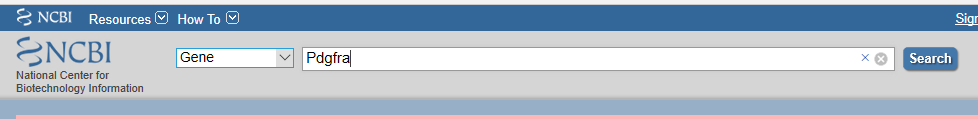 NCBI Resources How To Sign
NCBI Gene Pdgfra Search
National Center for
Biotechnology Information